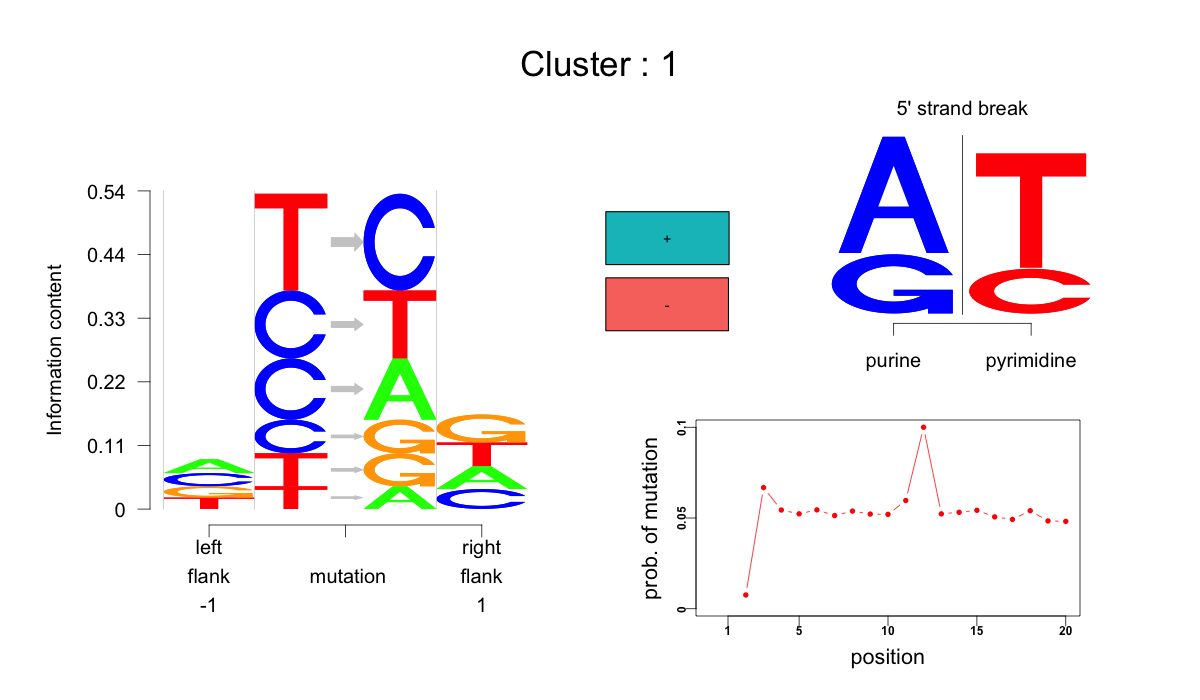 Cluster : 1
5' strand break
Information content
0.54
0.44
0.33
0.22
0.11
0
A
C
G
T
T
C
C
C
T
T
C
T
A
G
G
A
G
T
A
C
left
flank
-1
mutation
right
flank
1
+
-
A
G
T
C
purine
pyrimidine
prob. of mutation
0.1
0.05
0
1
5
10
15
20
position